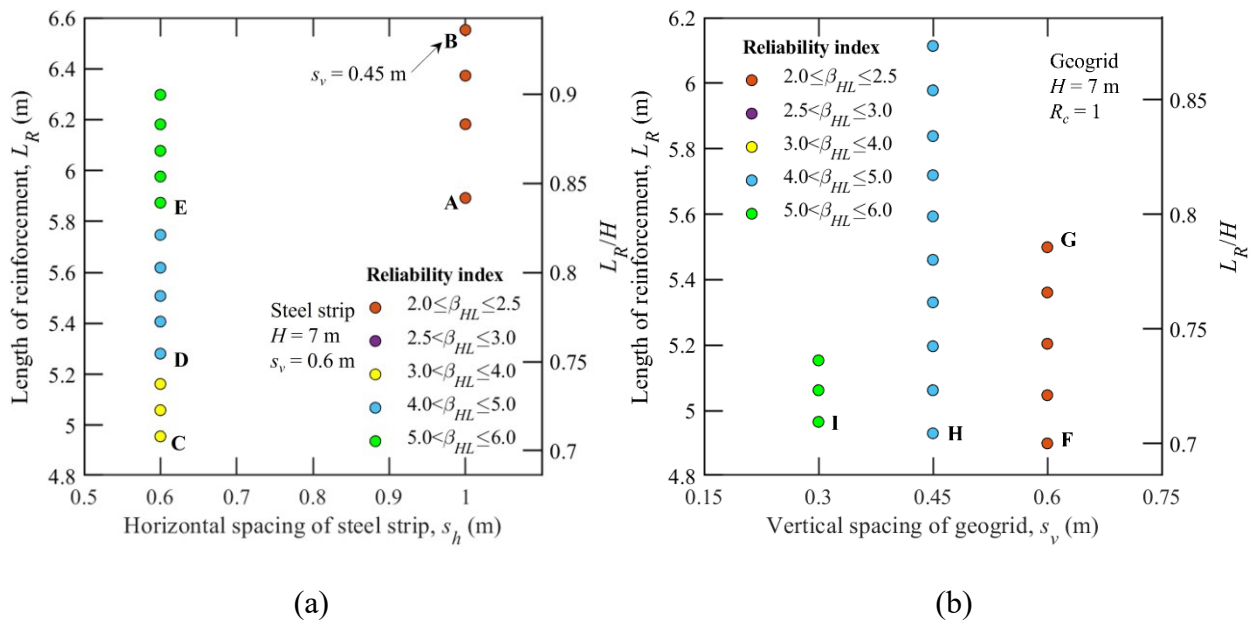 6.6
6.4
6.2
6
5.8
5.6
5.4
5.2
5
4.8
Length of reinforcement, L_R (m)
0.5
0.6
0.7
0.8
0.9
1
Horizontal spacing of steel strip, s_h (m)
0.9
0.85
0.8
0.75
0.7
L_R/H
B
s_v = 0.45 m
A
E
D
C
Reliability index
2.0≤β_HL≤2.5
2.5<β_HL≤3.0
3.0<β_HL≤4.0
4.0<β_HL≤5.0
5.0<β_HL≤6.0
Steel strip
H = 7 m
s_v = 0.6 m
(a)
6.2
6
5.8
5.6
5.4
5.2
5
4.8
Length of reinforcement, L_R (m)
0.15
0.3
0.45
0.6
0.75
Vertical spacing of geogrid, s_v (m)
0.85
0.8
0.75
0.7
L_R/H
Reliability index
2.0≤β_HL≤2.5
2.5<β_HL≤3.0
3.0<β_HL≤4.0
4.0<β_HL≤5.0
5.0<β_HL≤6.0
Geogrid
H = 7 m
R_c = 1
G
I
H
F
(b)